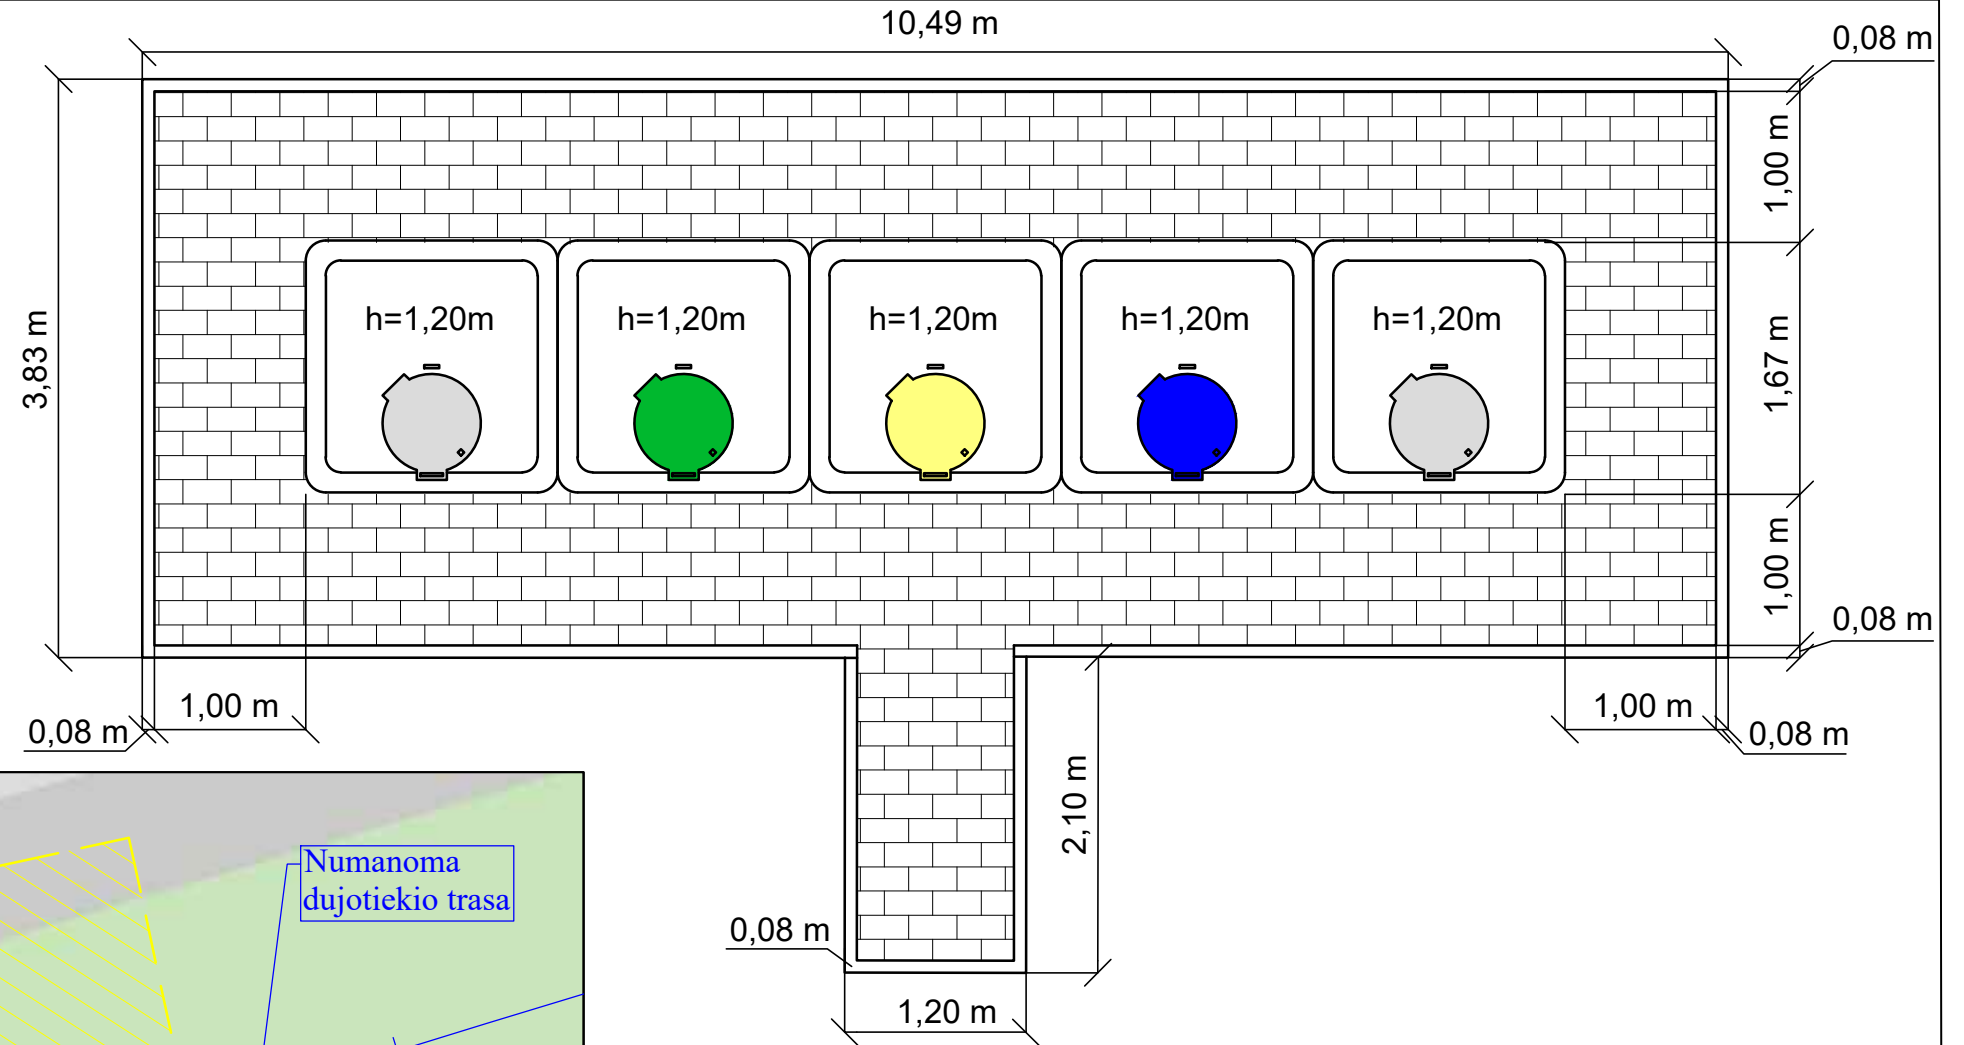 10,49 m
0,08 m
1,00 m
3,83 m
h=1,20m
h=1,20m
h=1,20m
h=1,20m
h=1,20m
1,67 m
1,00 m
0,08 m
0,08 m
1,00 m
1,00 m
0,08 m
2,10 m
Numanoma
dujotiekio trasa
0,08 m
1,20 m